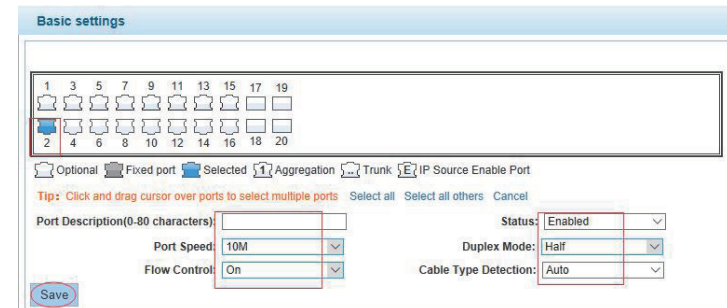 Basic settings
1 3 5 7 9 11 13 15 17 19
2 4 6 8 10 12 14 16 18 20
Optional Fixed port Selected 1 Aggregation ... Trunk E IP Source Enable Port
Tip: Click and drag cursor over ports to select multiple ports Select all Select all others Cancel
Port Description(0-80 characters): Status: Enabled
Port Speed: 10M Duplex Mode: Half
Flow Control: On Cable Type Detection: Auto
Save